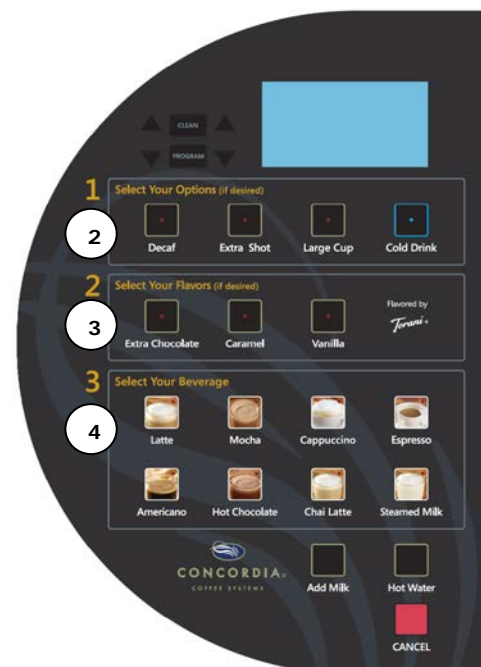 CLEAN
PROGRAM
1 Select Your Options (if desired)
2
Decaf Extra Shot Large Cup Cold Drink
2 Select Your Flavors (if desired)
3
Flavored by
Torani®
Extra Chocolate Caramel Vanilla
3 Select Your Beverage
4
Latte Mocha Cappuccino Espresso
Americano Hot Chocolate Chai Latte Steamed Milk
CONCORDIA®
COFFEE SYSTEMS
Add Milk Hot Water
CANCEL